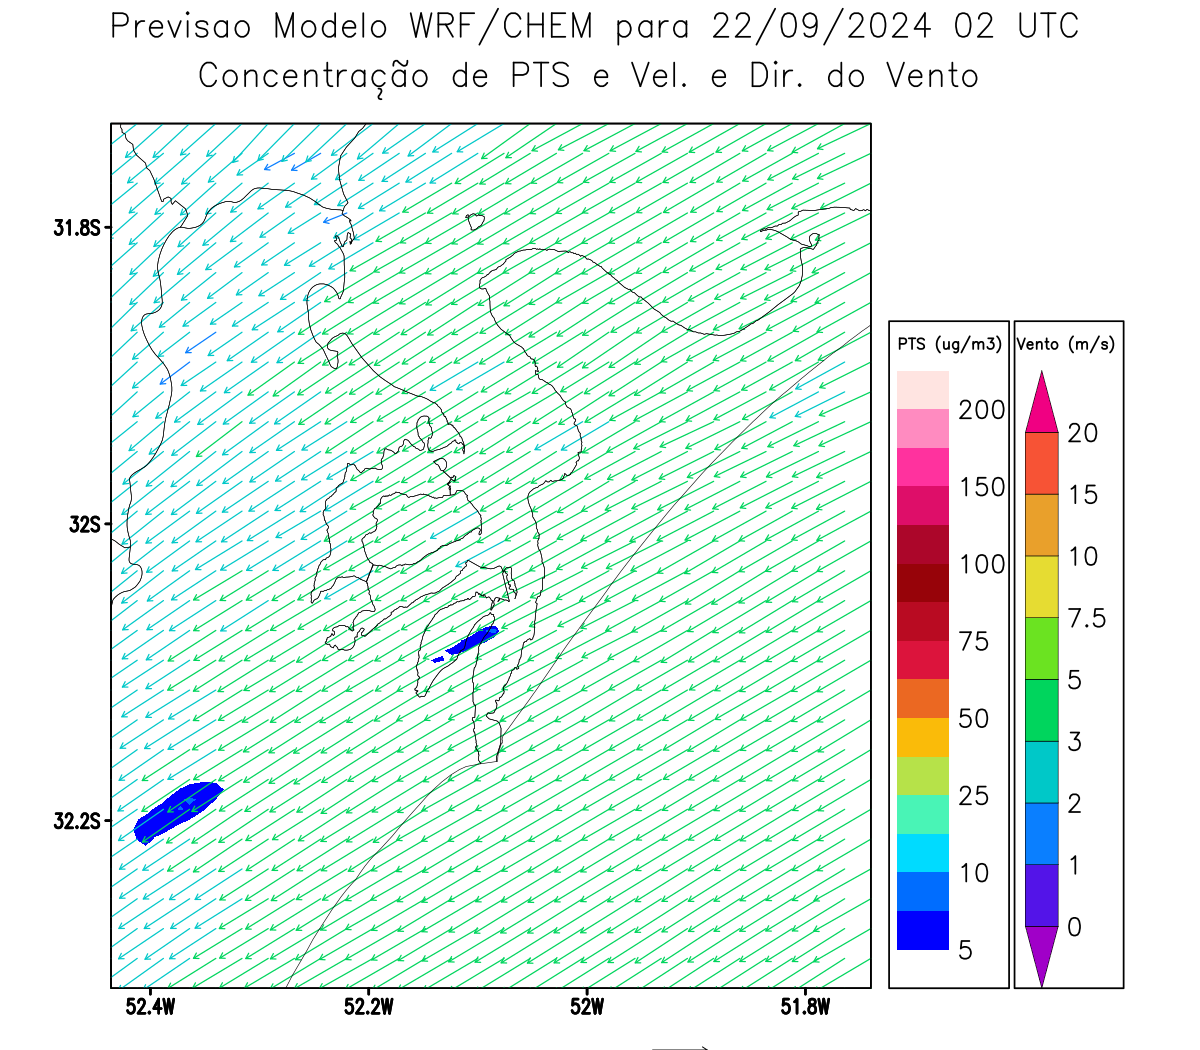 Previsao Modelo WRF/CHEM para 22/09/2024 02 UTC
Concentração de PTS e Vel. e Dir. do Vento
31.8S
32S
32.2S
52.4W 52.2W 52W 51.8W
PTS (ug/m3)
200
150
100
75
50
25
10
5
Vento (m/s)
20
15
10
7.5
5
3
2
1
0